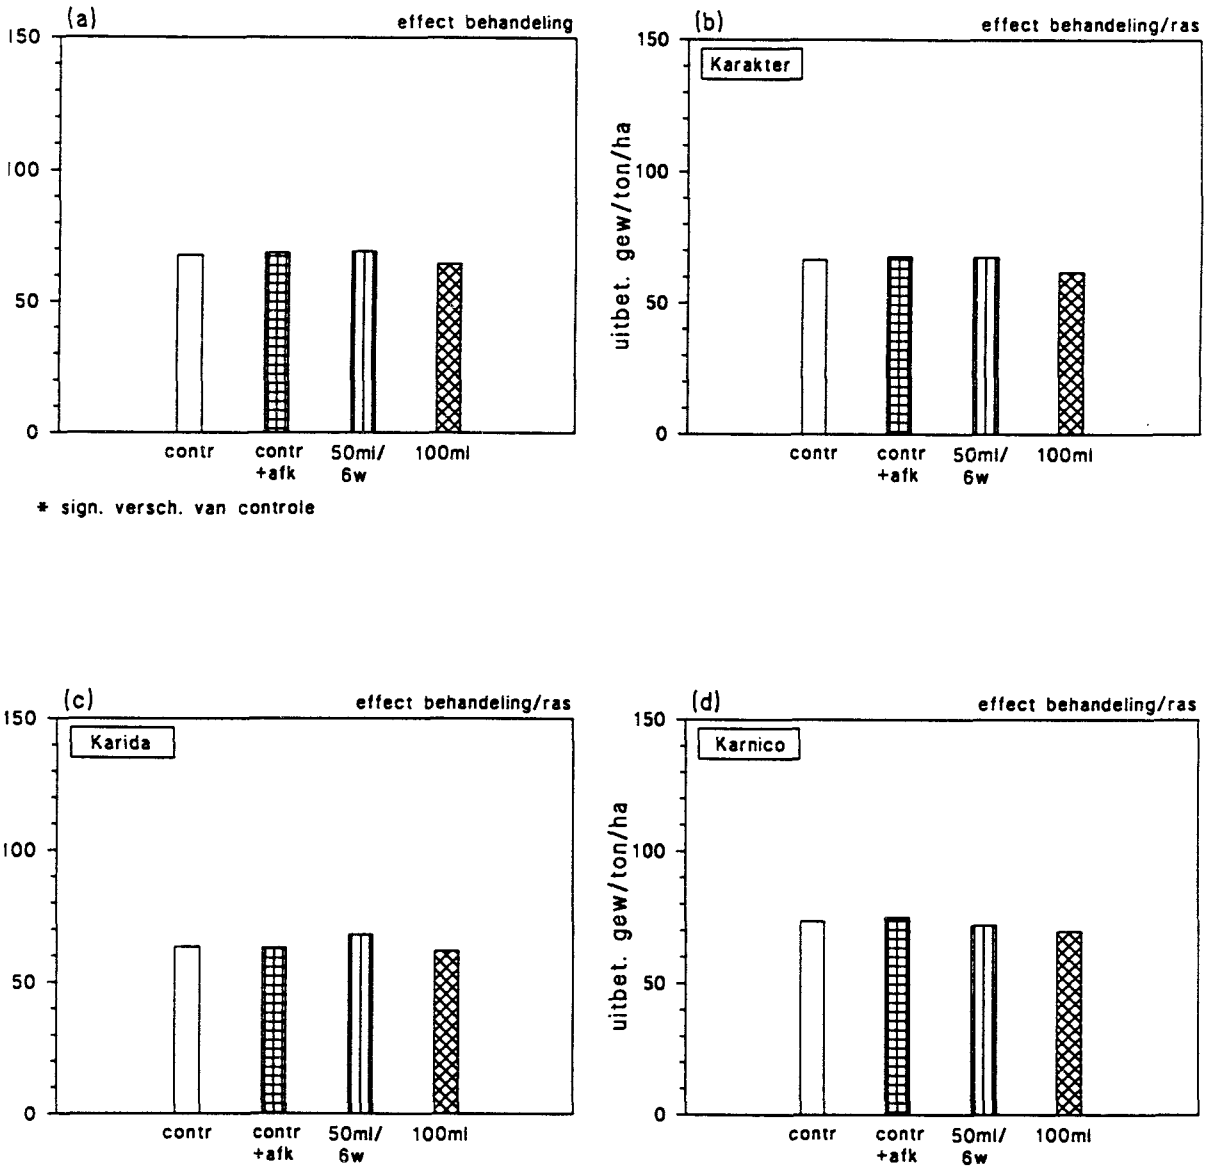 (a)
effect behandeling
150
100
50
0
contr
contr
+afk
50ml/
6w
100ml
* sign. versch. van controle
(b)
effect behandeling/ras
Karakter
uitbet. gew/ton/ha
150
100
50
0
contr
contr
+afk
50ml/
6w
100ml
(c)
effect behandeling/ras
Karida
150
100
50
0
contr
contr
+afk
50ml/
6w
100ml
(d)
effect behandeling/ras
Karnico
uitbet. gew/ton/ha
150
100
50
0
contr
contr
+afk
50ml/
6w
100ml